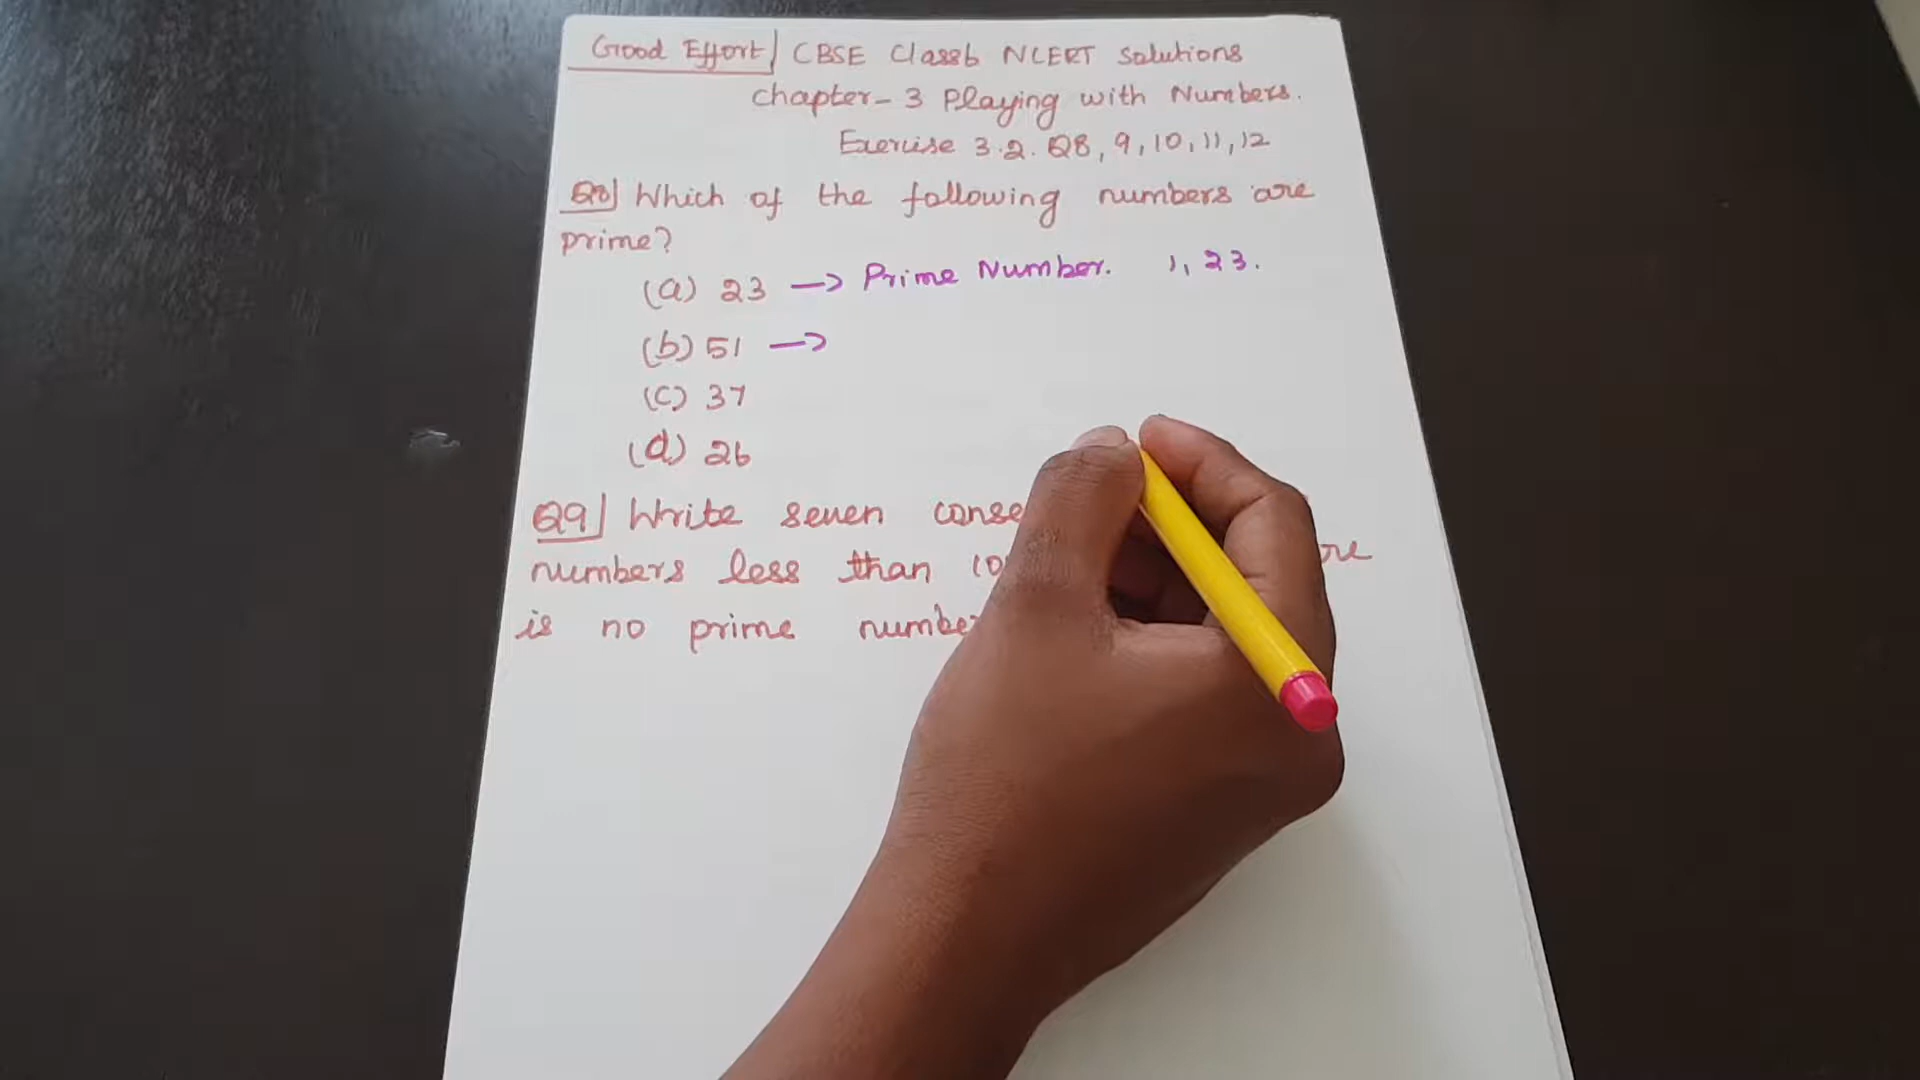 Good Effort CBSE Class6 NCERT Solutions
Chapter-3 Playing with Numbers.
Exercise 3.2. Q8, 9, 10, 11, 12
Q8 Which of the following numbers are
prime?
(a) 23 → Prime Number. 1, 23.
(b) 51 →
(c) 37
(d) 26
Q9 Write seven
numbers less than
is no prime